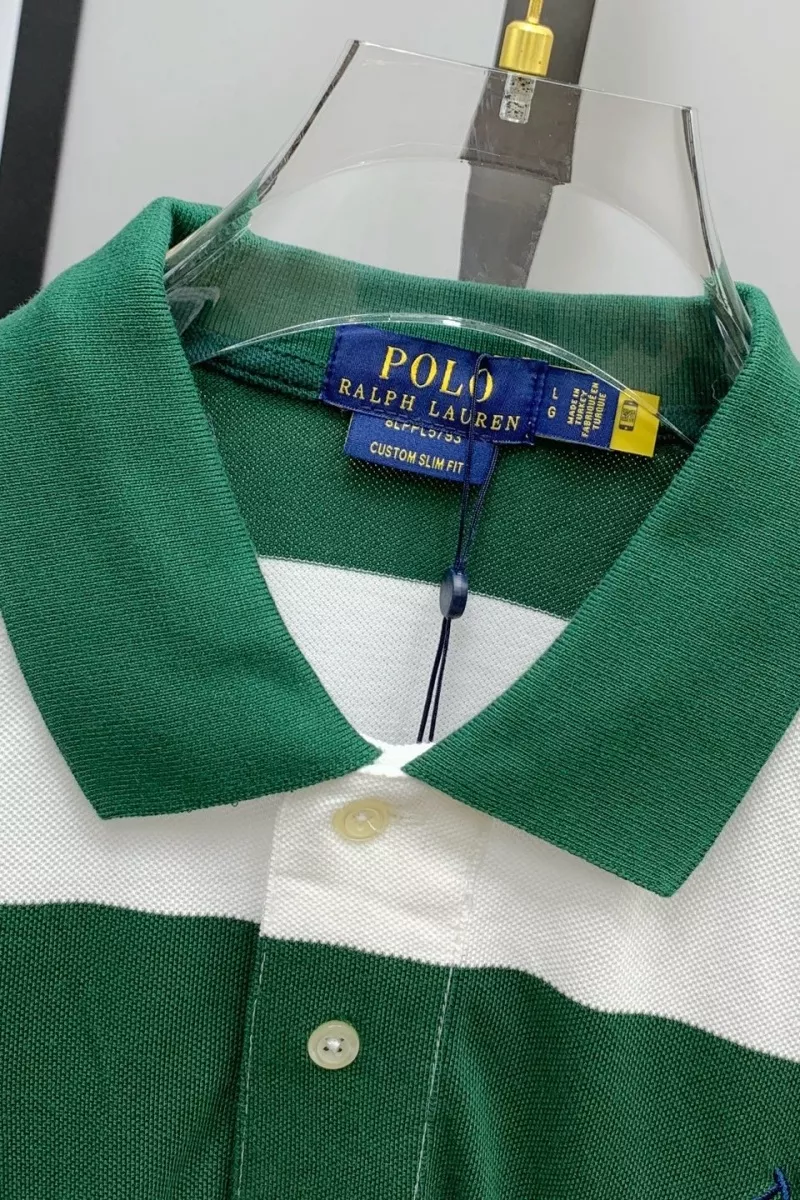 POLO
RALPH LAUREN
L
G
MADE IN
TURKEY
FABRIQUÉ EN
TURQUIE
CUSTOM SLIM FIT